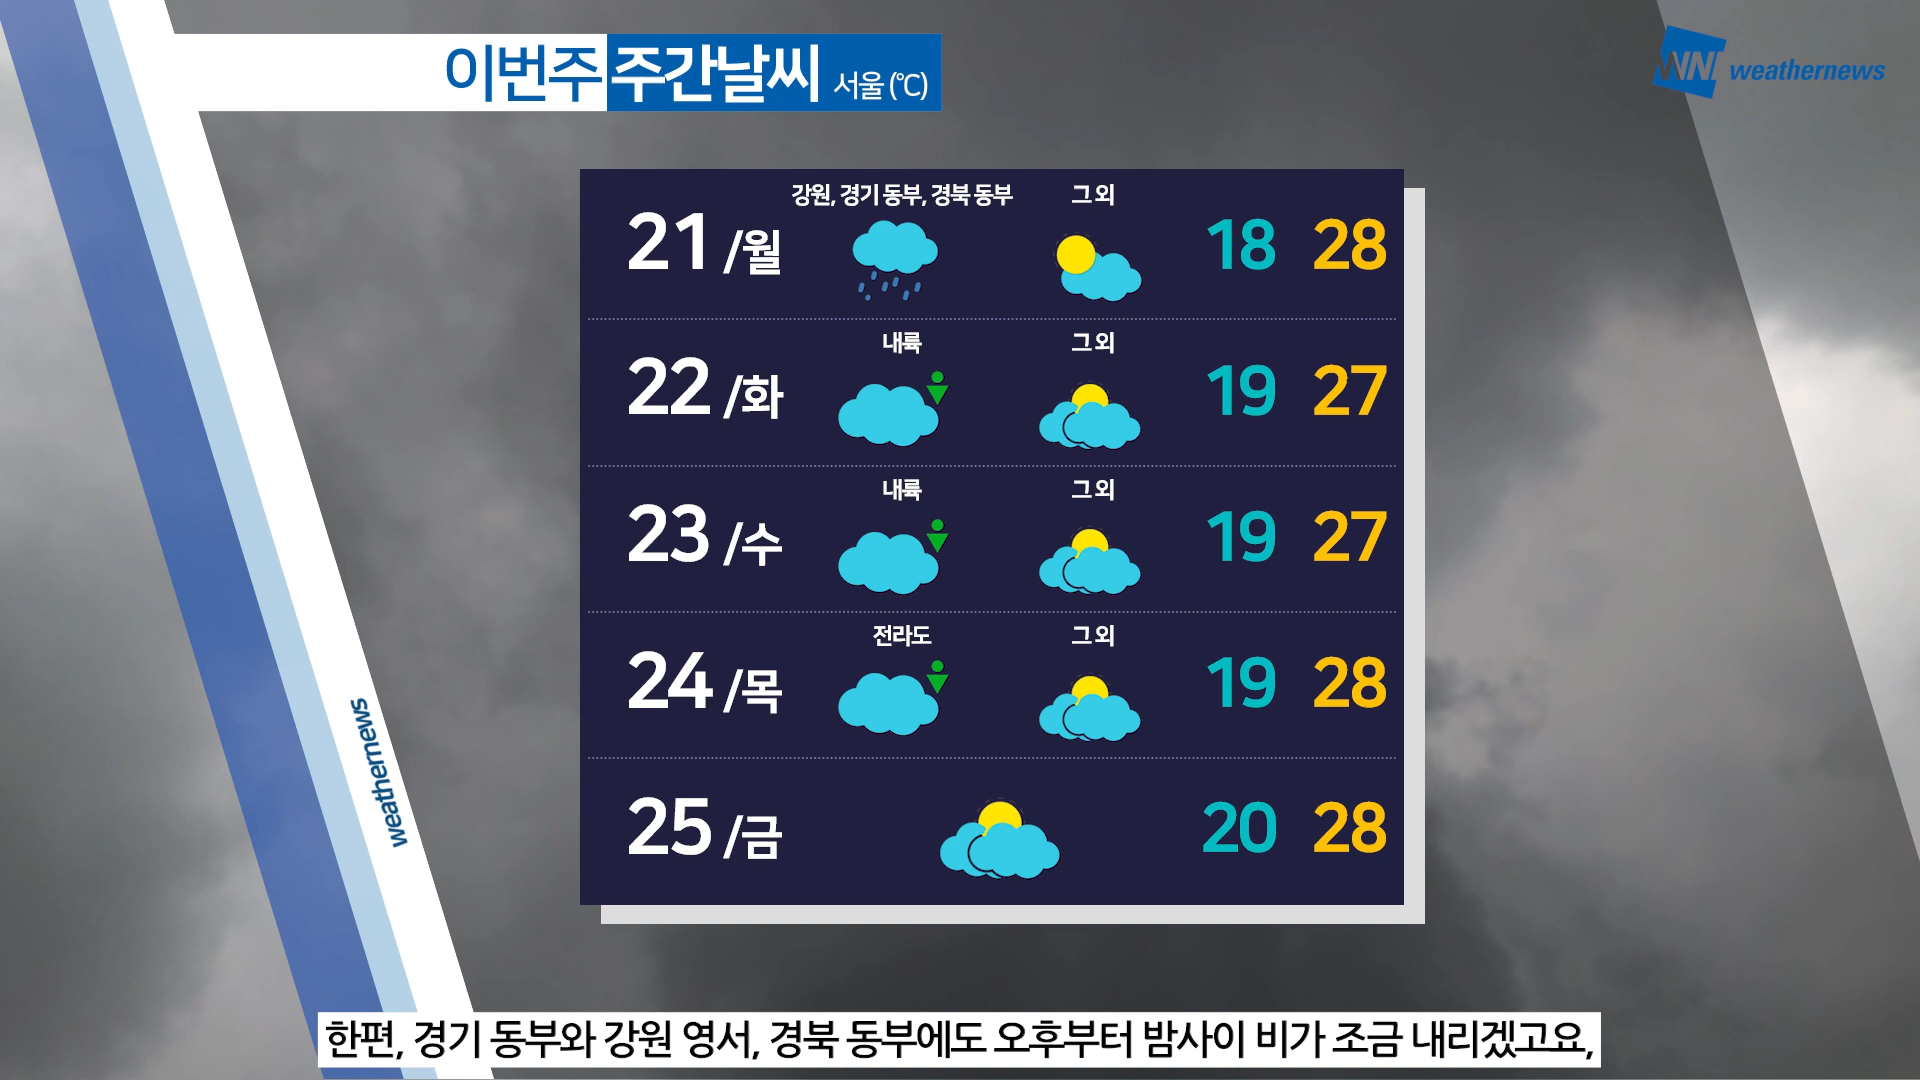 이번주 주간날씨 서울 (℃)
weathernews
강원, 경기 동부, 경북 동부 그 외
21 /월 18 28
내륙 그 외
22 /화 19 27
내륙 그 외
23 /수 19 27
전라도 그 외
24 /목 19 28
25 /금 20 28
weathernews
한편, 경기 동부와 강원 영서, 경북 동부에도 오후부터 밤사이 비가 조금 내리겠고요,